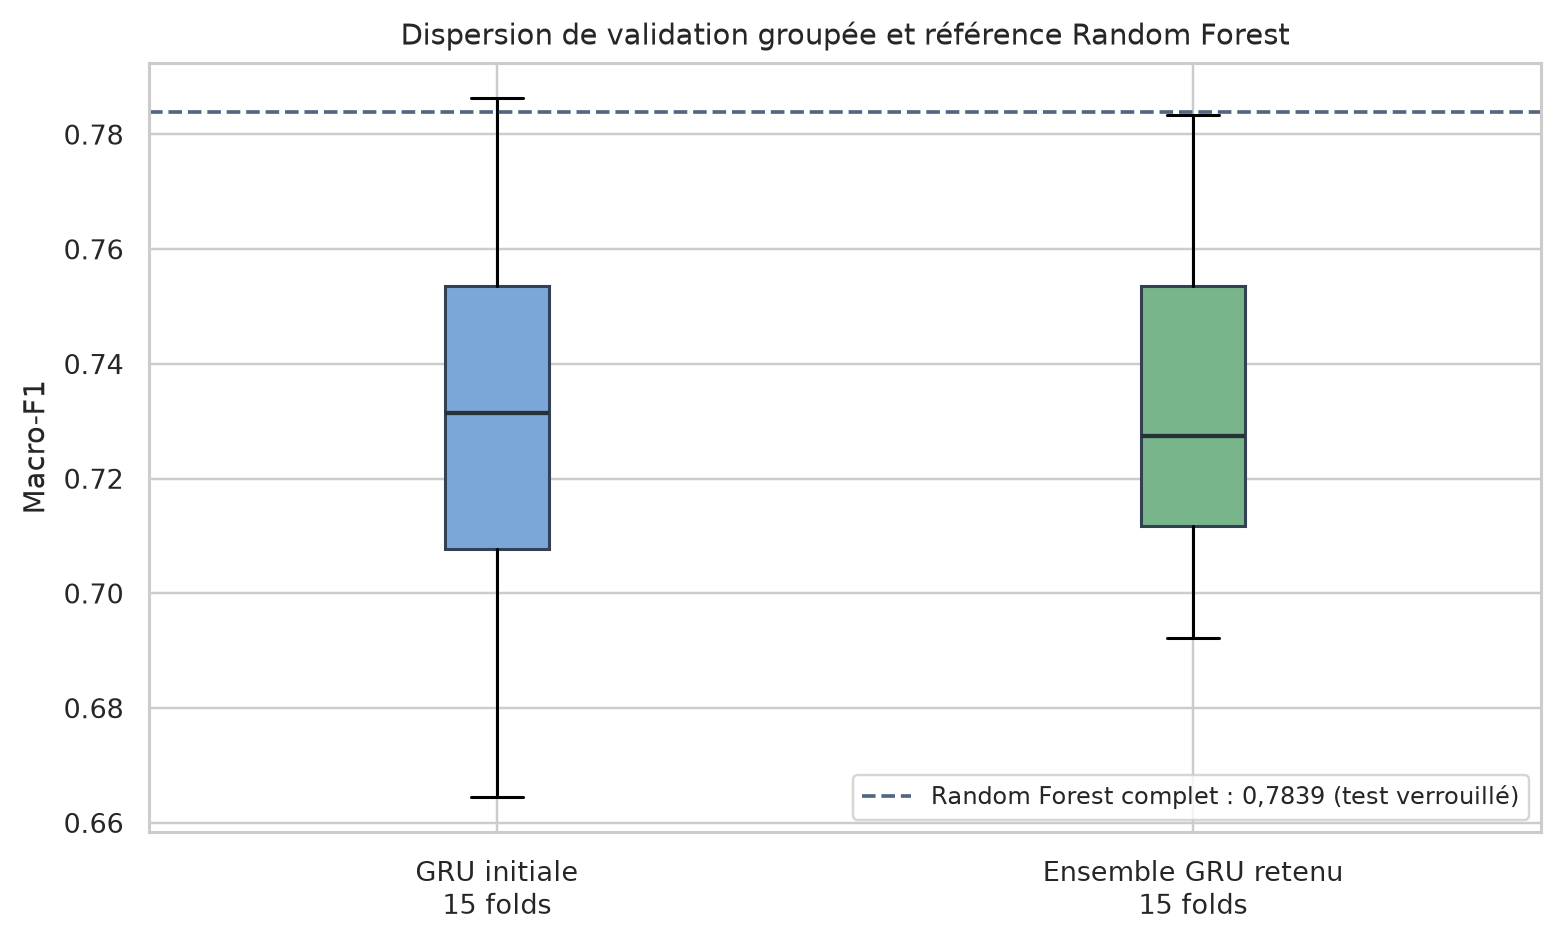 Dispersion de validation groupée et référence Random Forest
Macro-F1
0.78
0.76
0.74
0.72
0.70
0.68
0.66
Random Forest complet : 0,7839 (test verrouillé)
GRU initiale
15 folds
Ensemble GRU retenu
15 folds